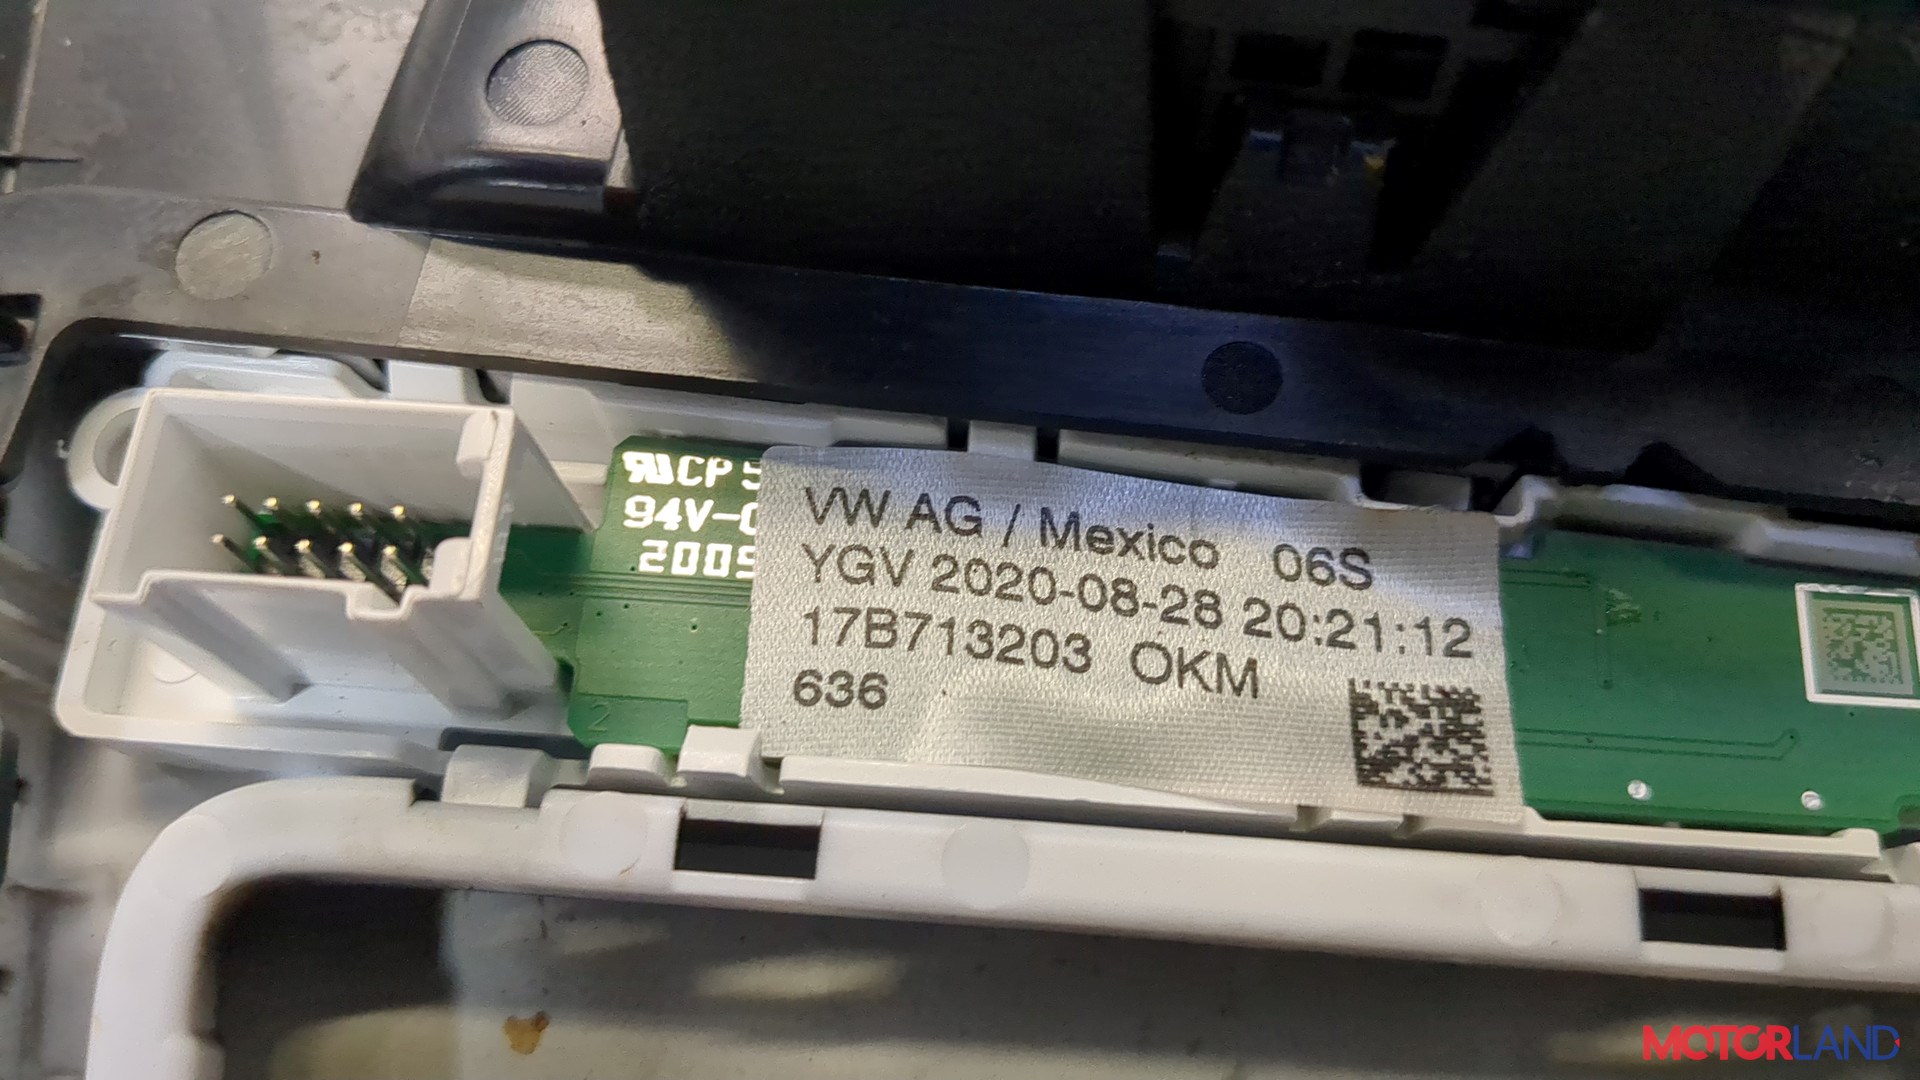 CP 5
94V-0
2005
VW AG / Mexico 06S
YGV 2020-08-28 20:21:12
17B713203 OKM
636
2
MOTORLAND